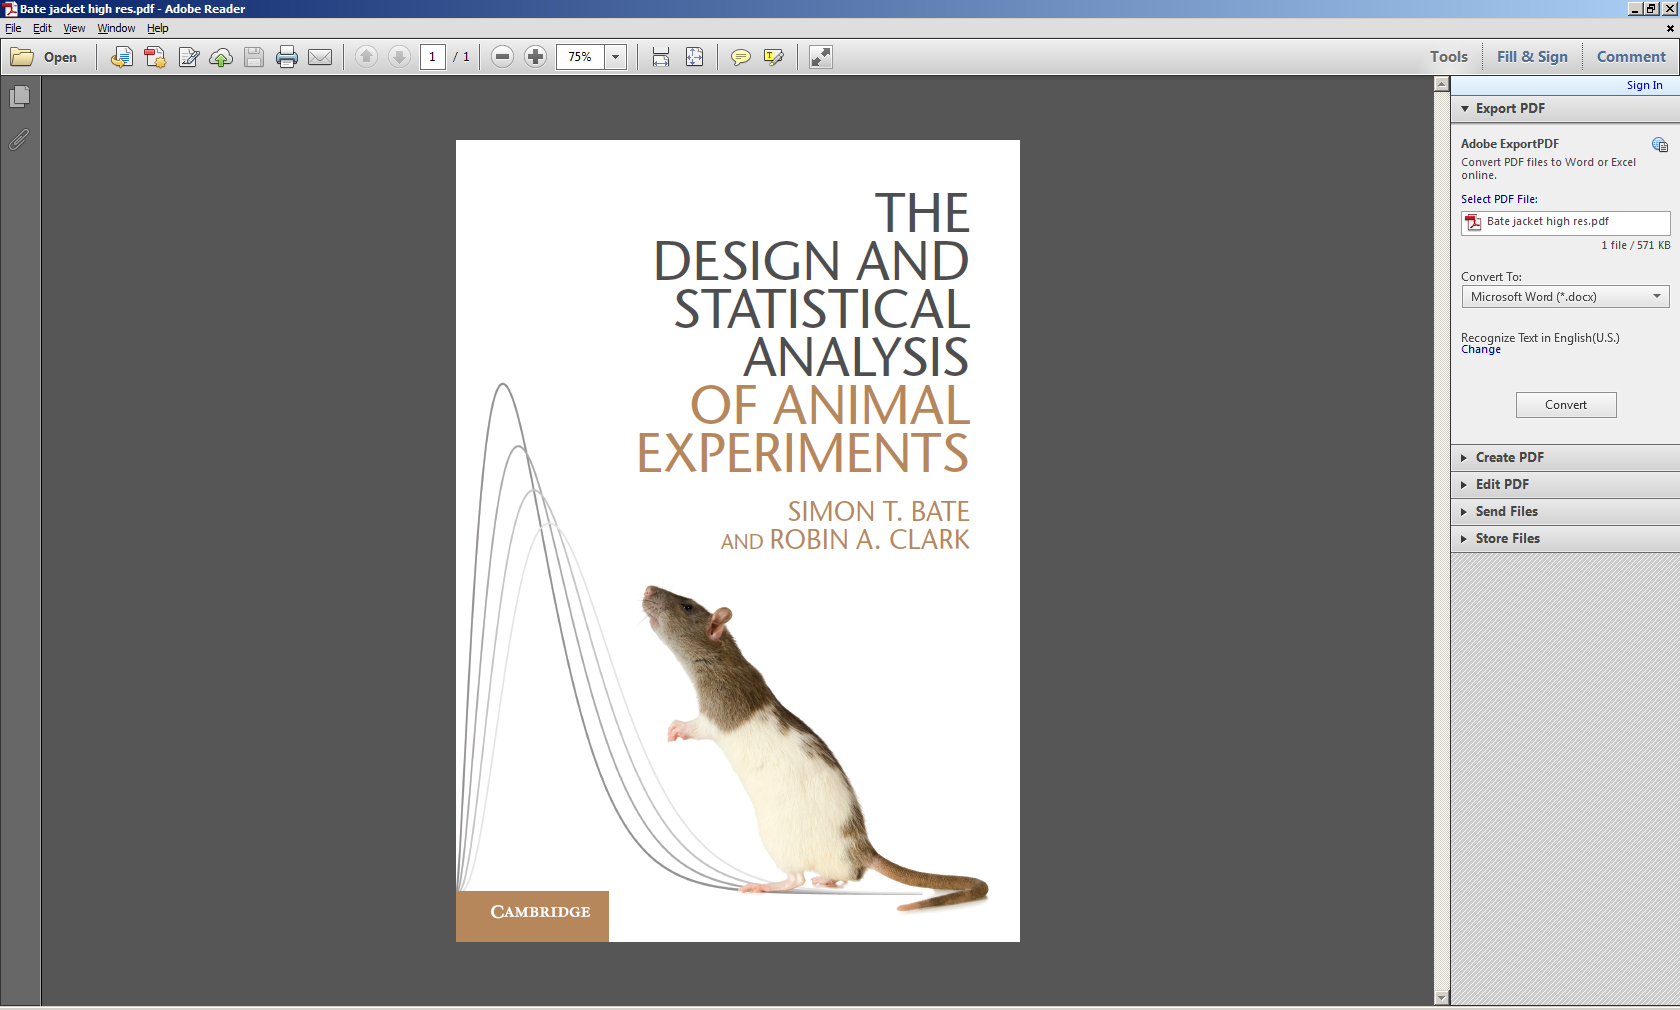 Bate jacket high res.pdf - Adobe Reader
File Edit View Window Help
Open 1 / 1 75% Tools Fill & Sign Comment
Sign In
Export PDF
Adobe ExportPDF
Convert PDF files to Word or Excel
online.
Select PDF File:
Bate jacket high res.pdf
1 file / 571 KB
Convert To:
Microsoft Word (*.docx)
Recognize Text in English(U.S.)
Change
Convert
Create PDF
Edit PDF
Send Files
Store Files
THE
DESIGN AND
STATISTICAL
ANALYSIS
OF ANIMAL
EXPERIMENTS
SIMON T. BATE
AND ROBIN A. CLARK
CAMBRIDGE